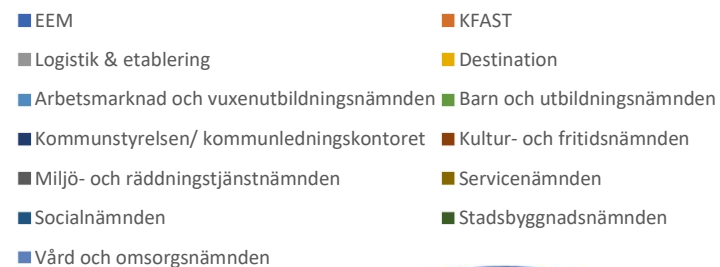 EEM KFAST
Logistik & etablering Destination
Arbetsmarknad och vuxenutbildningsnämnden Barn och utbildningsnämnden
Kommunstyrelsen/ kommunledningskontoret Kultur- och fritidsnämnden
Miljö- och räddningstjänstnämnden Servicenämnden
Socialnämnden Stadsbyggnadsnämnden
Vård och omsorgsnämnden